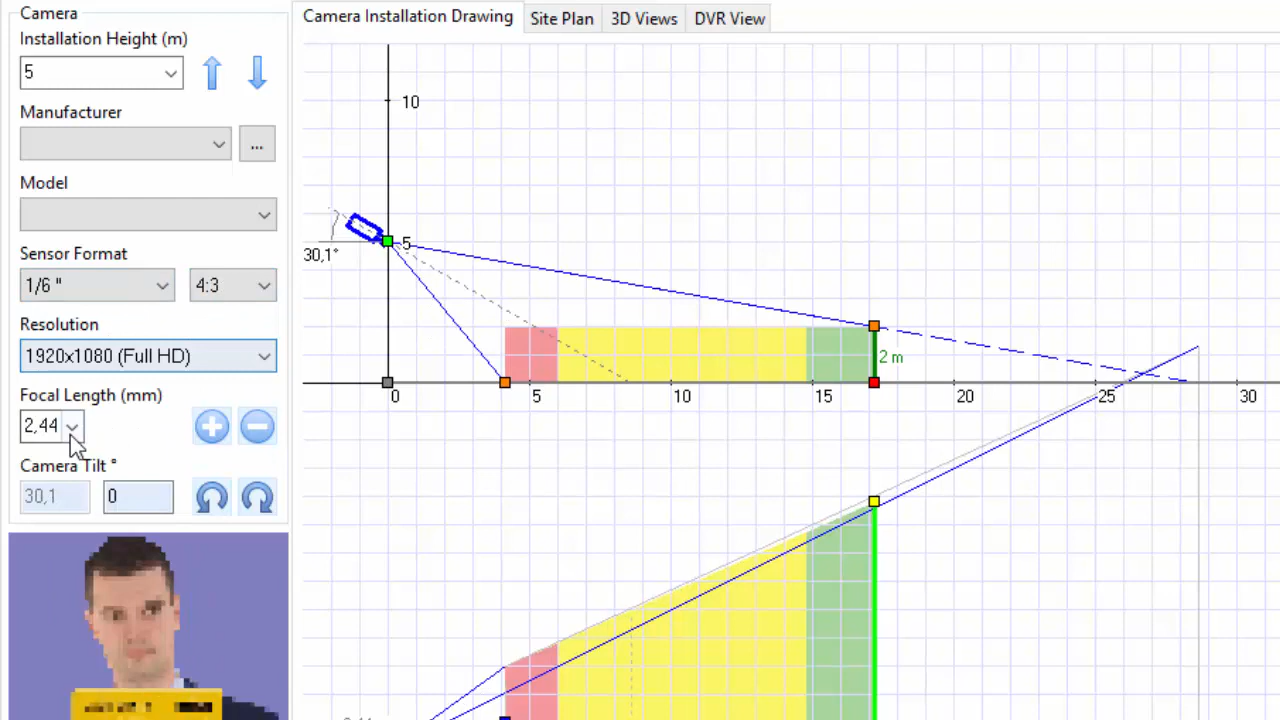 Camera
Installation Height (m)
5
Manufacturer
...
Model
Sensor Format
1/6 "
4:3
Resolution
1920x1080 (Full HD)
Focal Length (mm)
2,44
Camera Tilt °
30,1
0
Camera Installation Drawing
Site Plan
3D Views
DVR View
10
5
30,1°
2 m
0
5
10
15
20
25
30